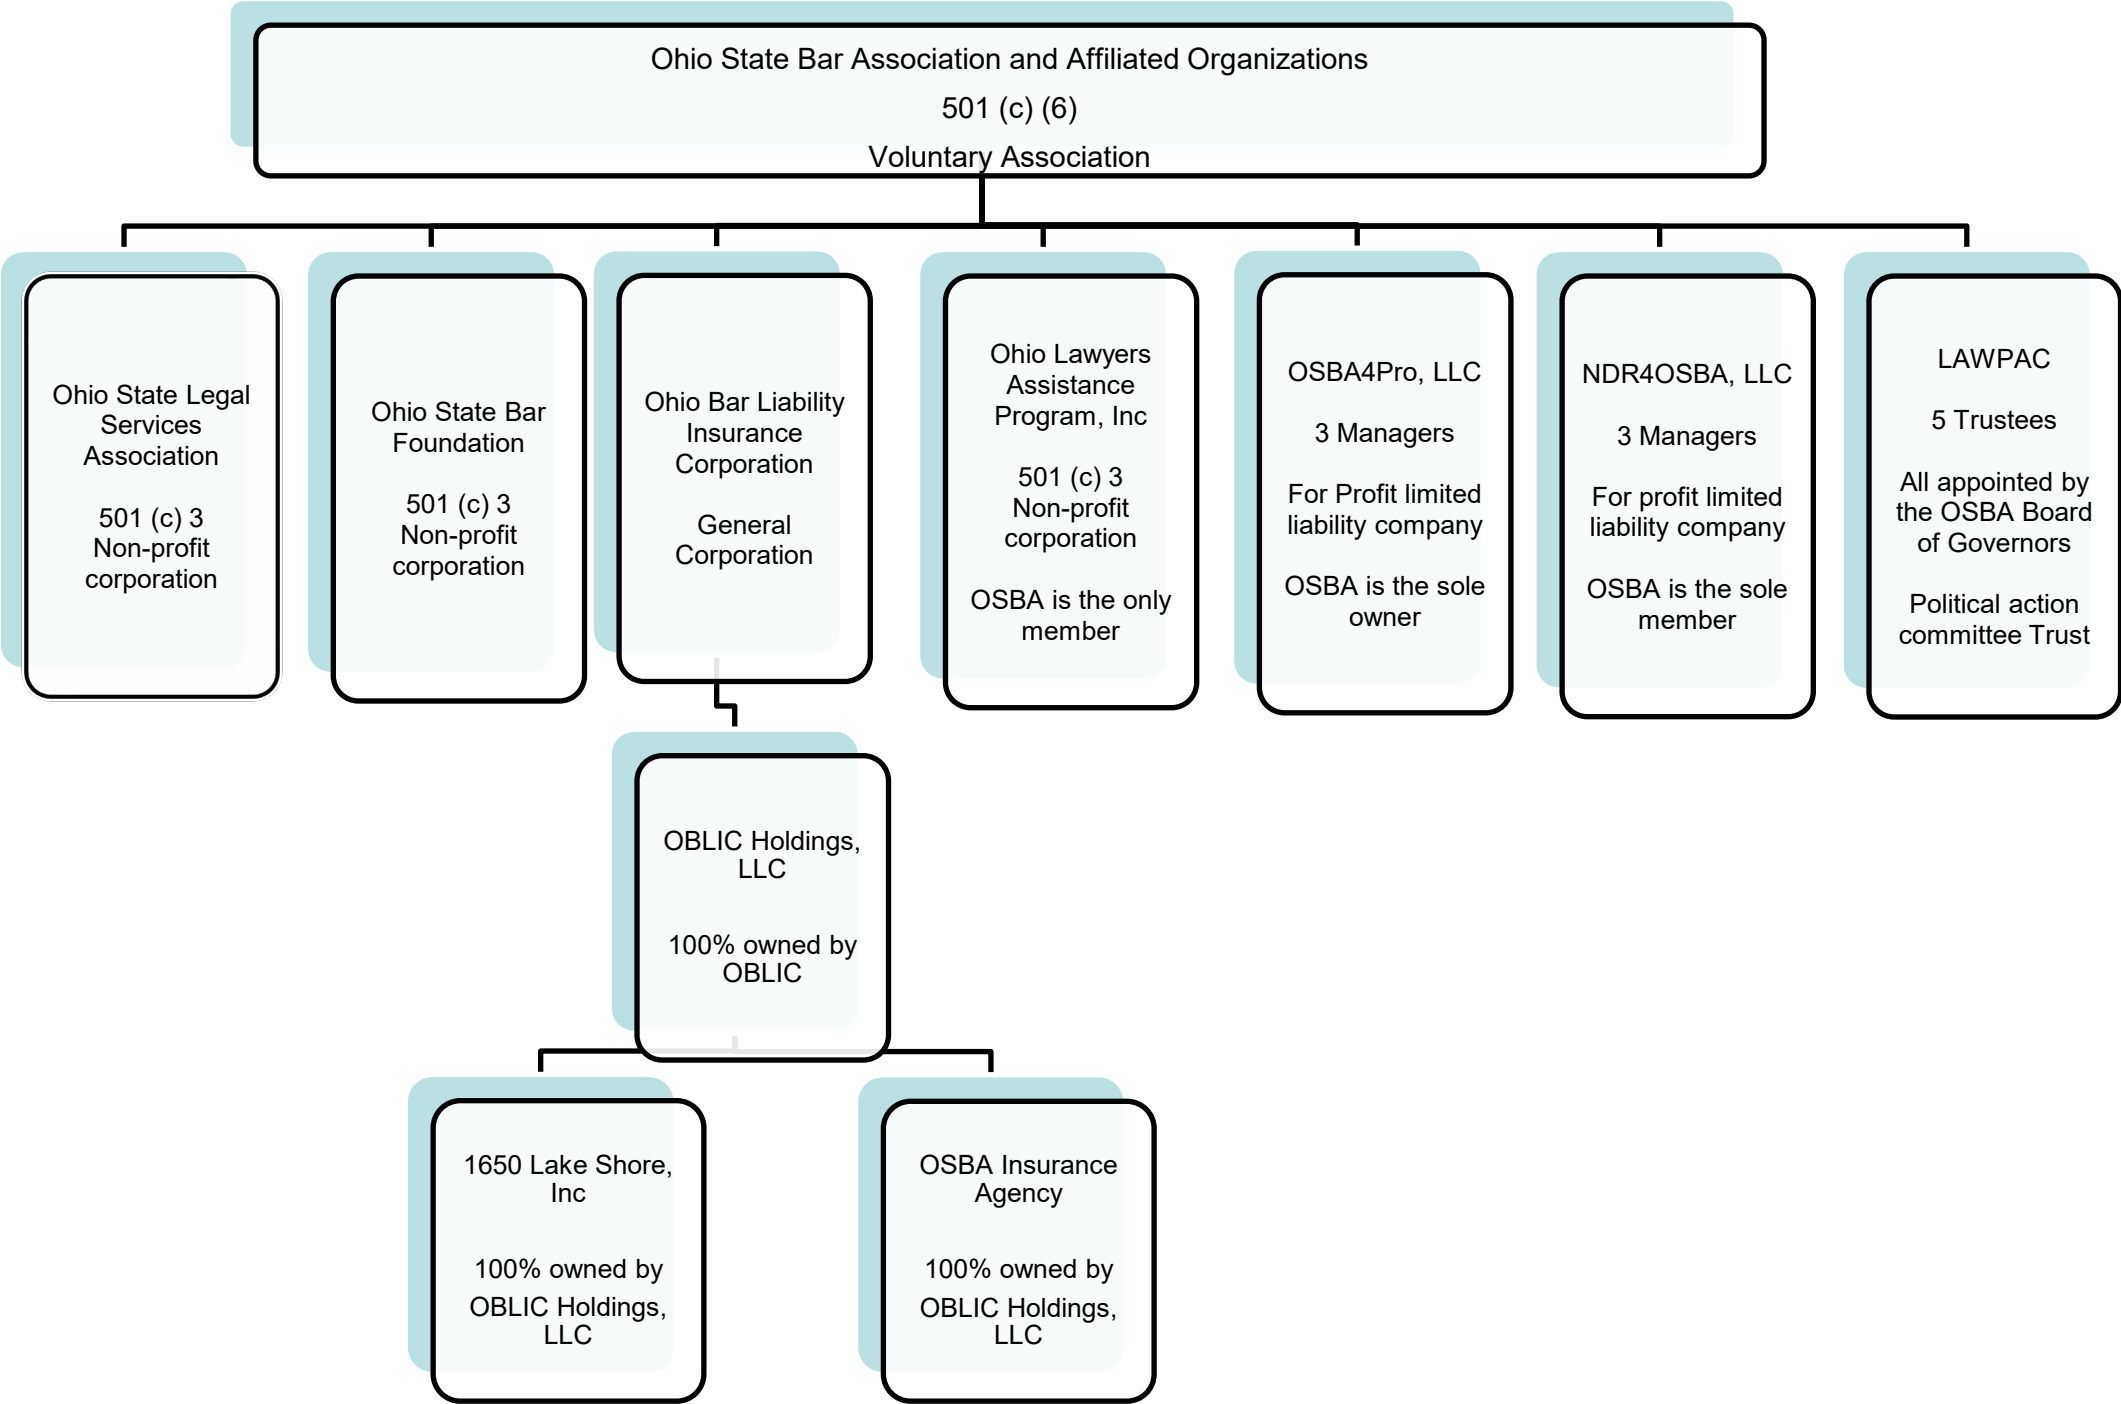 Ohio State Bar Association and Affiliated Organizations
501 (c) (6)
Voluntary Association
Ohio State Legal
Services
Association
501 (c) 3
Non-profit
corporation
Ohio State Bar
Foundation
501 (c) 3
Non-profit
corporation
Ohio Bar Liability
Insurance
Corporation
General
Corporation
Ohio Lawyers
Assistance
Program, Inc
501 (c) 3
Non-profit
corporation
OSBA is the only
member
OSBA4Pro, LLC
3 Managers
For Profit limited
liability company
OSBA is the sole
owner
NDR4OSBA, LLC
3 Managers
For profit limited
liability company
OSBA is the sole
member
LAWPAC
5 Trustees
All appointed by
the OSBA Board
of Governors
Political action
committee Trust
OBLIC Holdings,
LLC
100% owned by
OBLIC
1650 Lake Shore,
Inc
100% owned by
OBLIC Holdings,
LLC
OSBA Insurance
Agency
100% owned by
OBLIC Holdings,
LLC